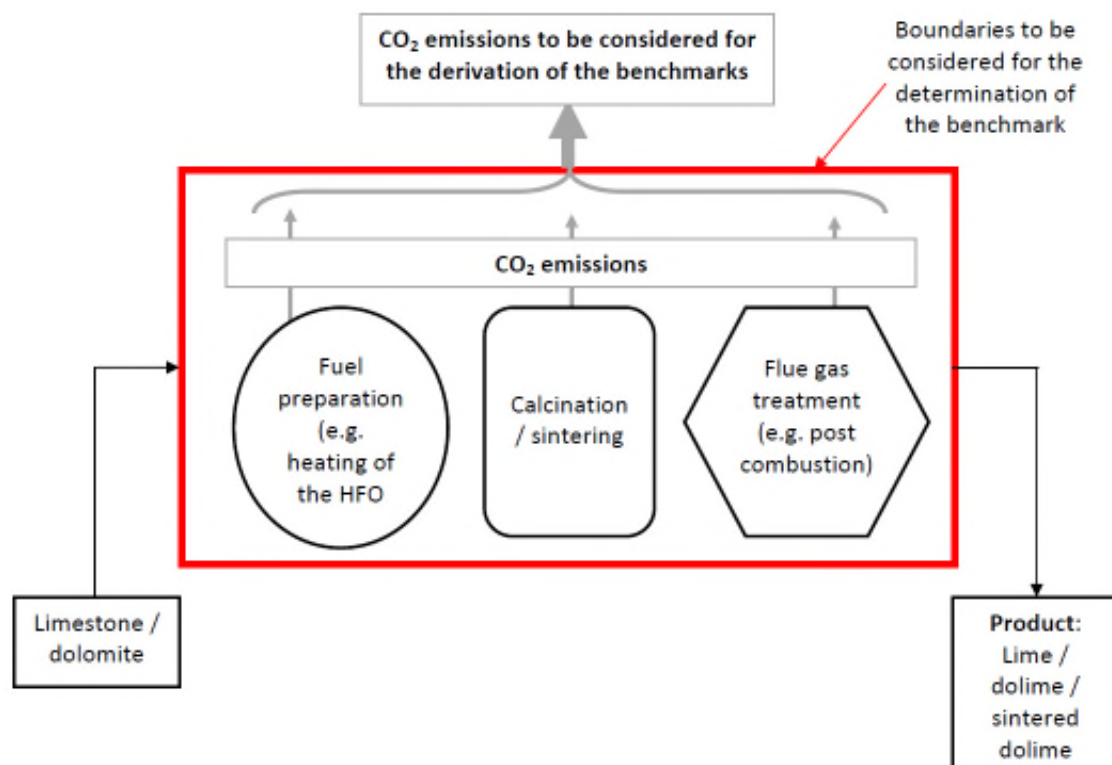 CO₂ emissions to be considered for
the derivation of the benchmarks
Boundaries to be
considered for the
determination of
the benchmark
CO₂ emissions
Fuel
preparation
(e.g.
heating of
the HFO
Calcination
/ sintering
Flue gas
treatment
(e.g. post
combustion)
Limestone /
dolomite
Product:
Lime /
dolime /
sintered
dolime